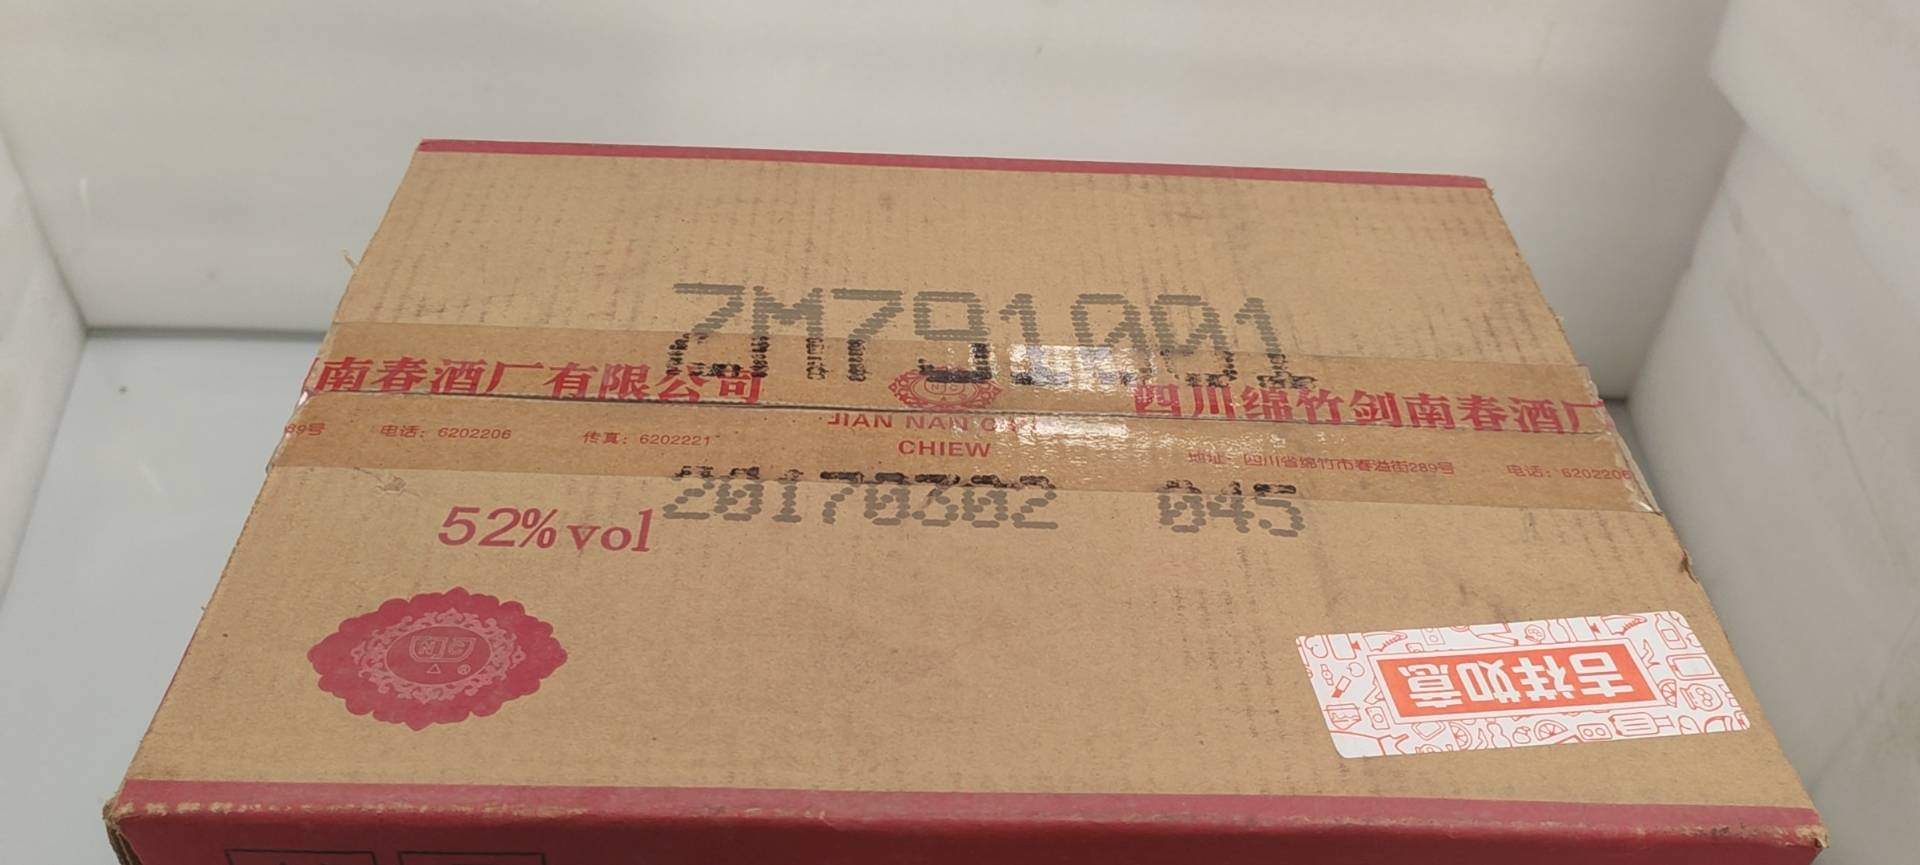 ZM791001
南春酒厂有限公司 四川绵竹剑南春酒厂
JIAN NAN
CHIEW
89号 电话：6202206 传真：6202221 地址：四川省绵竹市春溢街289号 电话：6202206
20170302 045
52%vol
吉祥如意